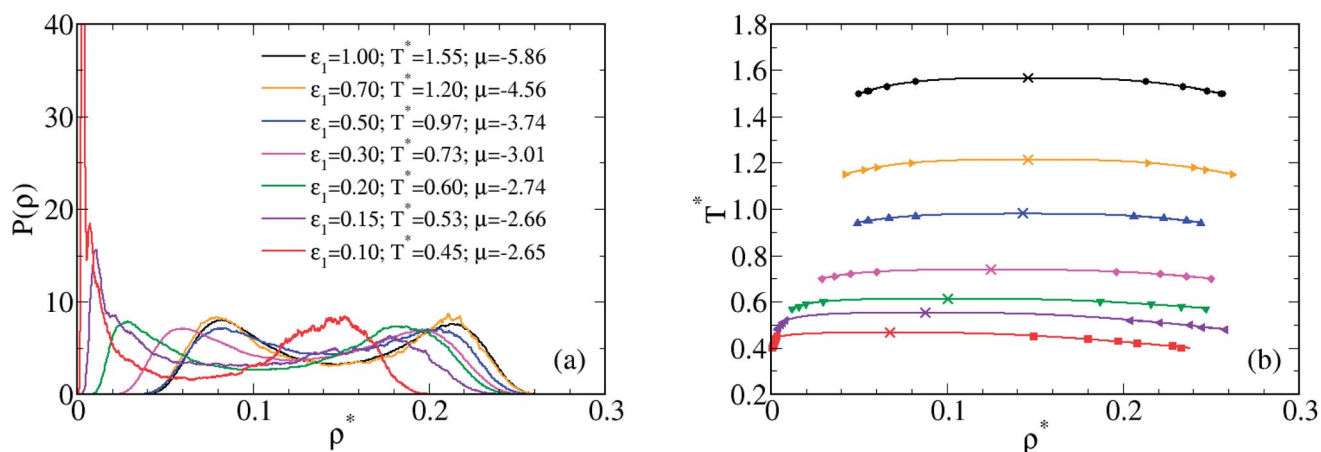 40
30
20
10
0
P(ρ)
ε₁=1.00; T*=1.55; μ=-5.86
ε₁=0.70; T*=1.20; μ=-4.56
ε₁=0.50; T*=0.97; μ=-3.74
ε₁=0.30; T*=0.73; μ=-3.01
ε₁=0.20; T*=0.60; μ=-2.74
ε₁=0.15; T*=0.53; μ=-2.66
ε₁=0.10; T*=0.45; μ=-2.65
(a)
0 0.1 0.2 0.3
ρ*
1.8
1.6
1.4
1.2
1.0
0.8
0.6
0.4
0.2
T*
(b)
0 0.1 0.2 0.3
ρ*